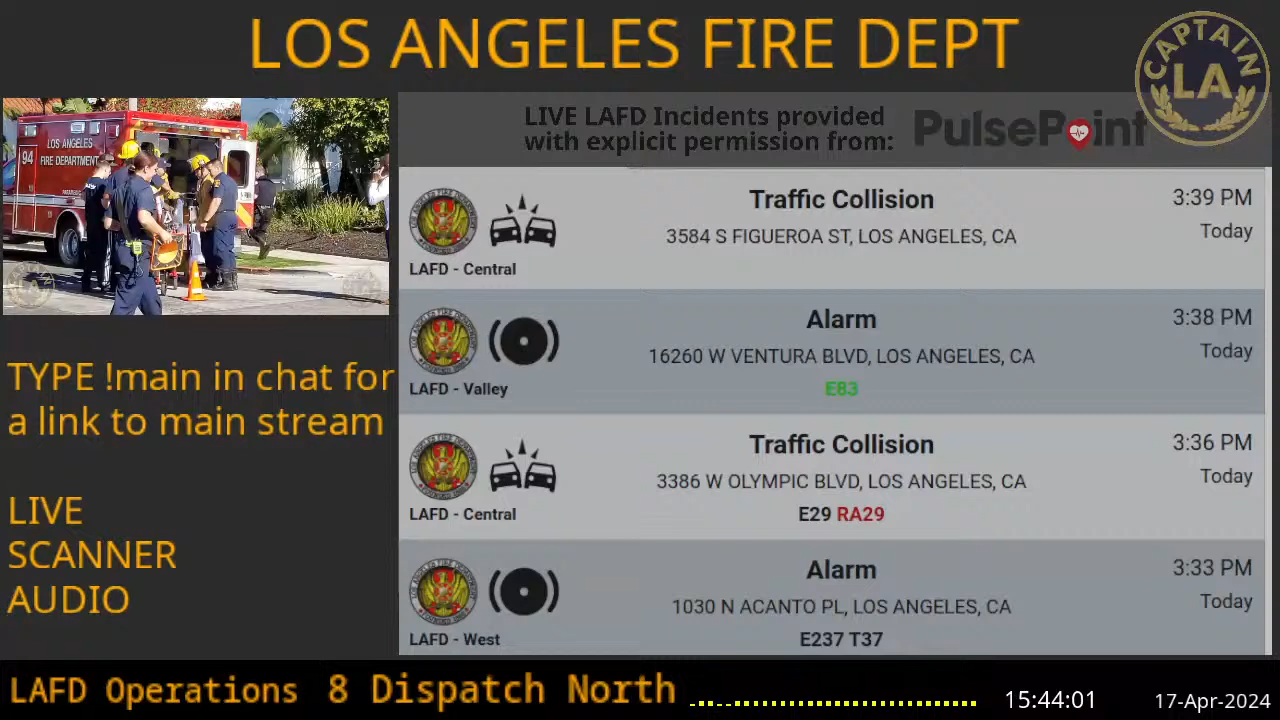 LOS ANGELES FIRE DEPT
CAPTAIN
LA
LOS ANGELES
FIRE DEPARTMENT
94
LIVE LAFD Incidents provided
with explicit permission from:
PulsePoint
Traffic Collision
3:39 PM
3584 S FIGUEROA ST, LOS ANGELES, CA
Today
LAFD - Central
Alarm
3:38 PM
16260 W VENTURA BLVD, LOS ANGELES, CA
Today
LAFD - Valley
E83
Traffic Collision
3:36 PM
3386 W OLYMPIC BLVD, LOS ANGELES, CA
Today
LAFD - Central
E29 RA29
Alarm
3:33 PM
1030 N ACANTO PL, LOS ANGELES, CA
Today
LAFD - West
E237 T37
TYPE !main in chat for
a link to main stream
LIVE
SCANNER
AUDIO
LAFD Operations 8 Dispatch North
15:44:01
17-Apr-2024